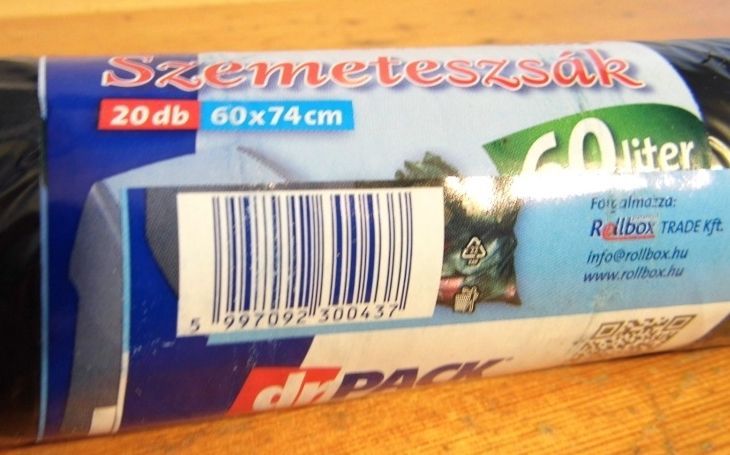 Szemeteszsák
20 db 60x74cm
60 liter
Forgalmazza:
Rollbox TRADE Kft.
info@rollbox.hu
www.rollbox.hu
5 997092 300437
dr.PACK